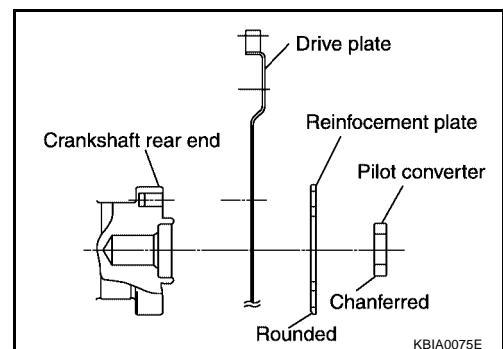 Drive plate
Reinfocement plate
Crankshaft rear end
Pilot converter
Chanferred
Rounded
KBIA0075E